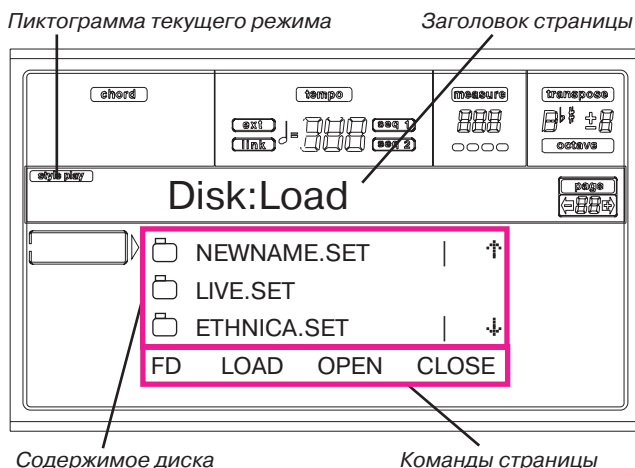 Пиктограмма текущего режима Заголовок страницы
chord tempo measure transpose
ext seq 1
link seq 2 octave
style play page
Disk:Load
NEWNAME.SET
LIVE.SET
ETHNICA.SET
FD LOAD OPEN CLOSE
Содержимое диска Команды страницы